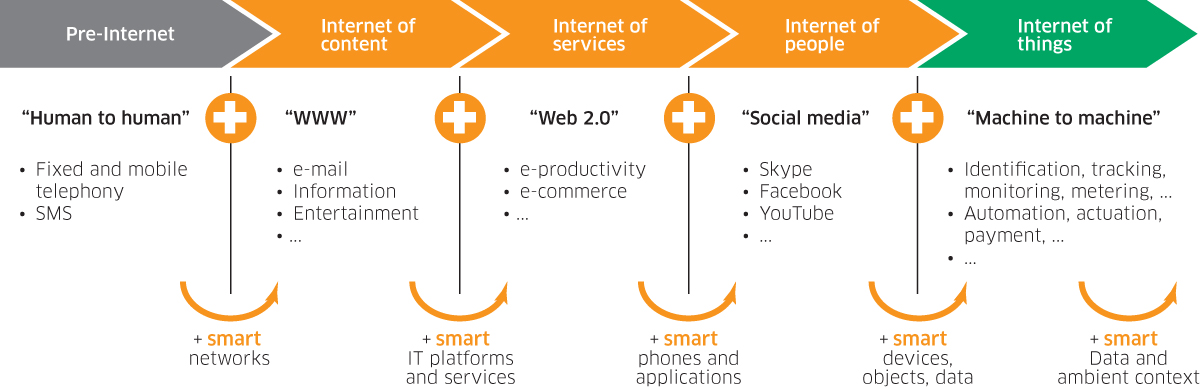 Pre-Internet
Internet of
content
Internet of
services
Internet of
people
Internet of
things
“Human to human”
“WWW”
“Web 2.0”
“Social media”
“Machine to machine”
• Fixed and mobile
telephony
• SMS
• e-mail
• Information
• Entertainment
• ...
• e-productivity
• e-commerce
• ...
• Skype
• Facebook
• YouTube
• ...
• Identification, tracking,
monitoring, metering, ...
• Automation, actuation,
payment, ...
• ...
+ smart
networks
+ smart
IT platforms
and services
+ smart
phones and
applications
+ smart
devices,
objects, data
+ smart
Data and
ambient context